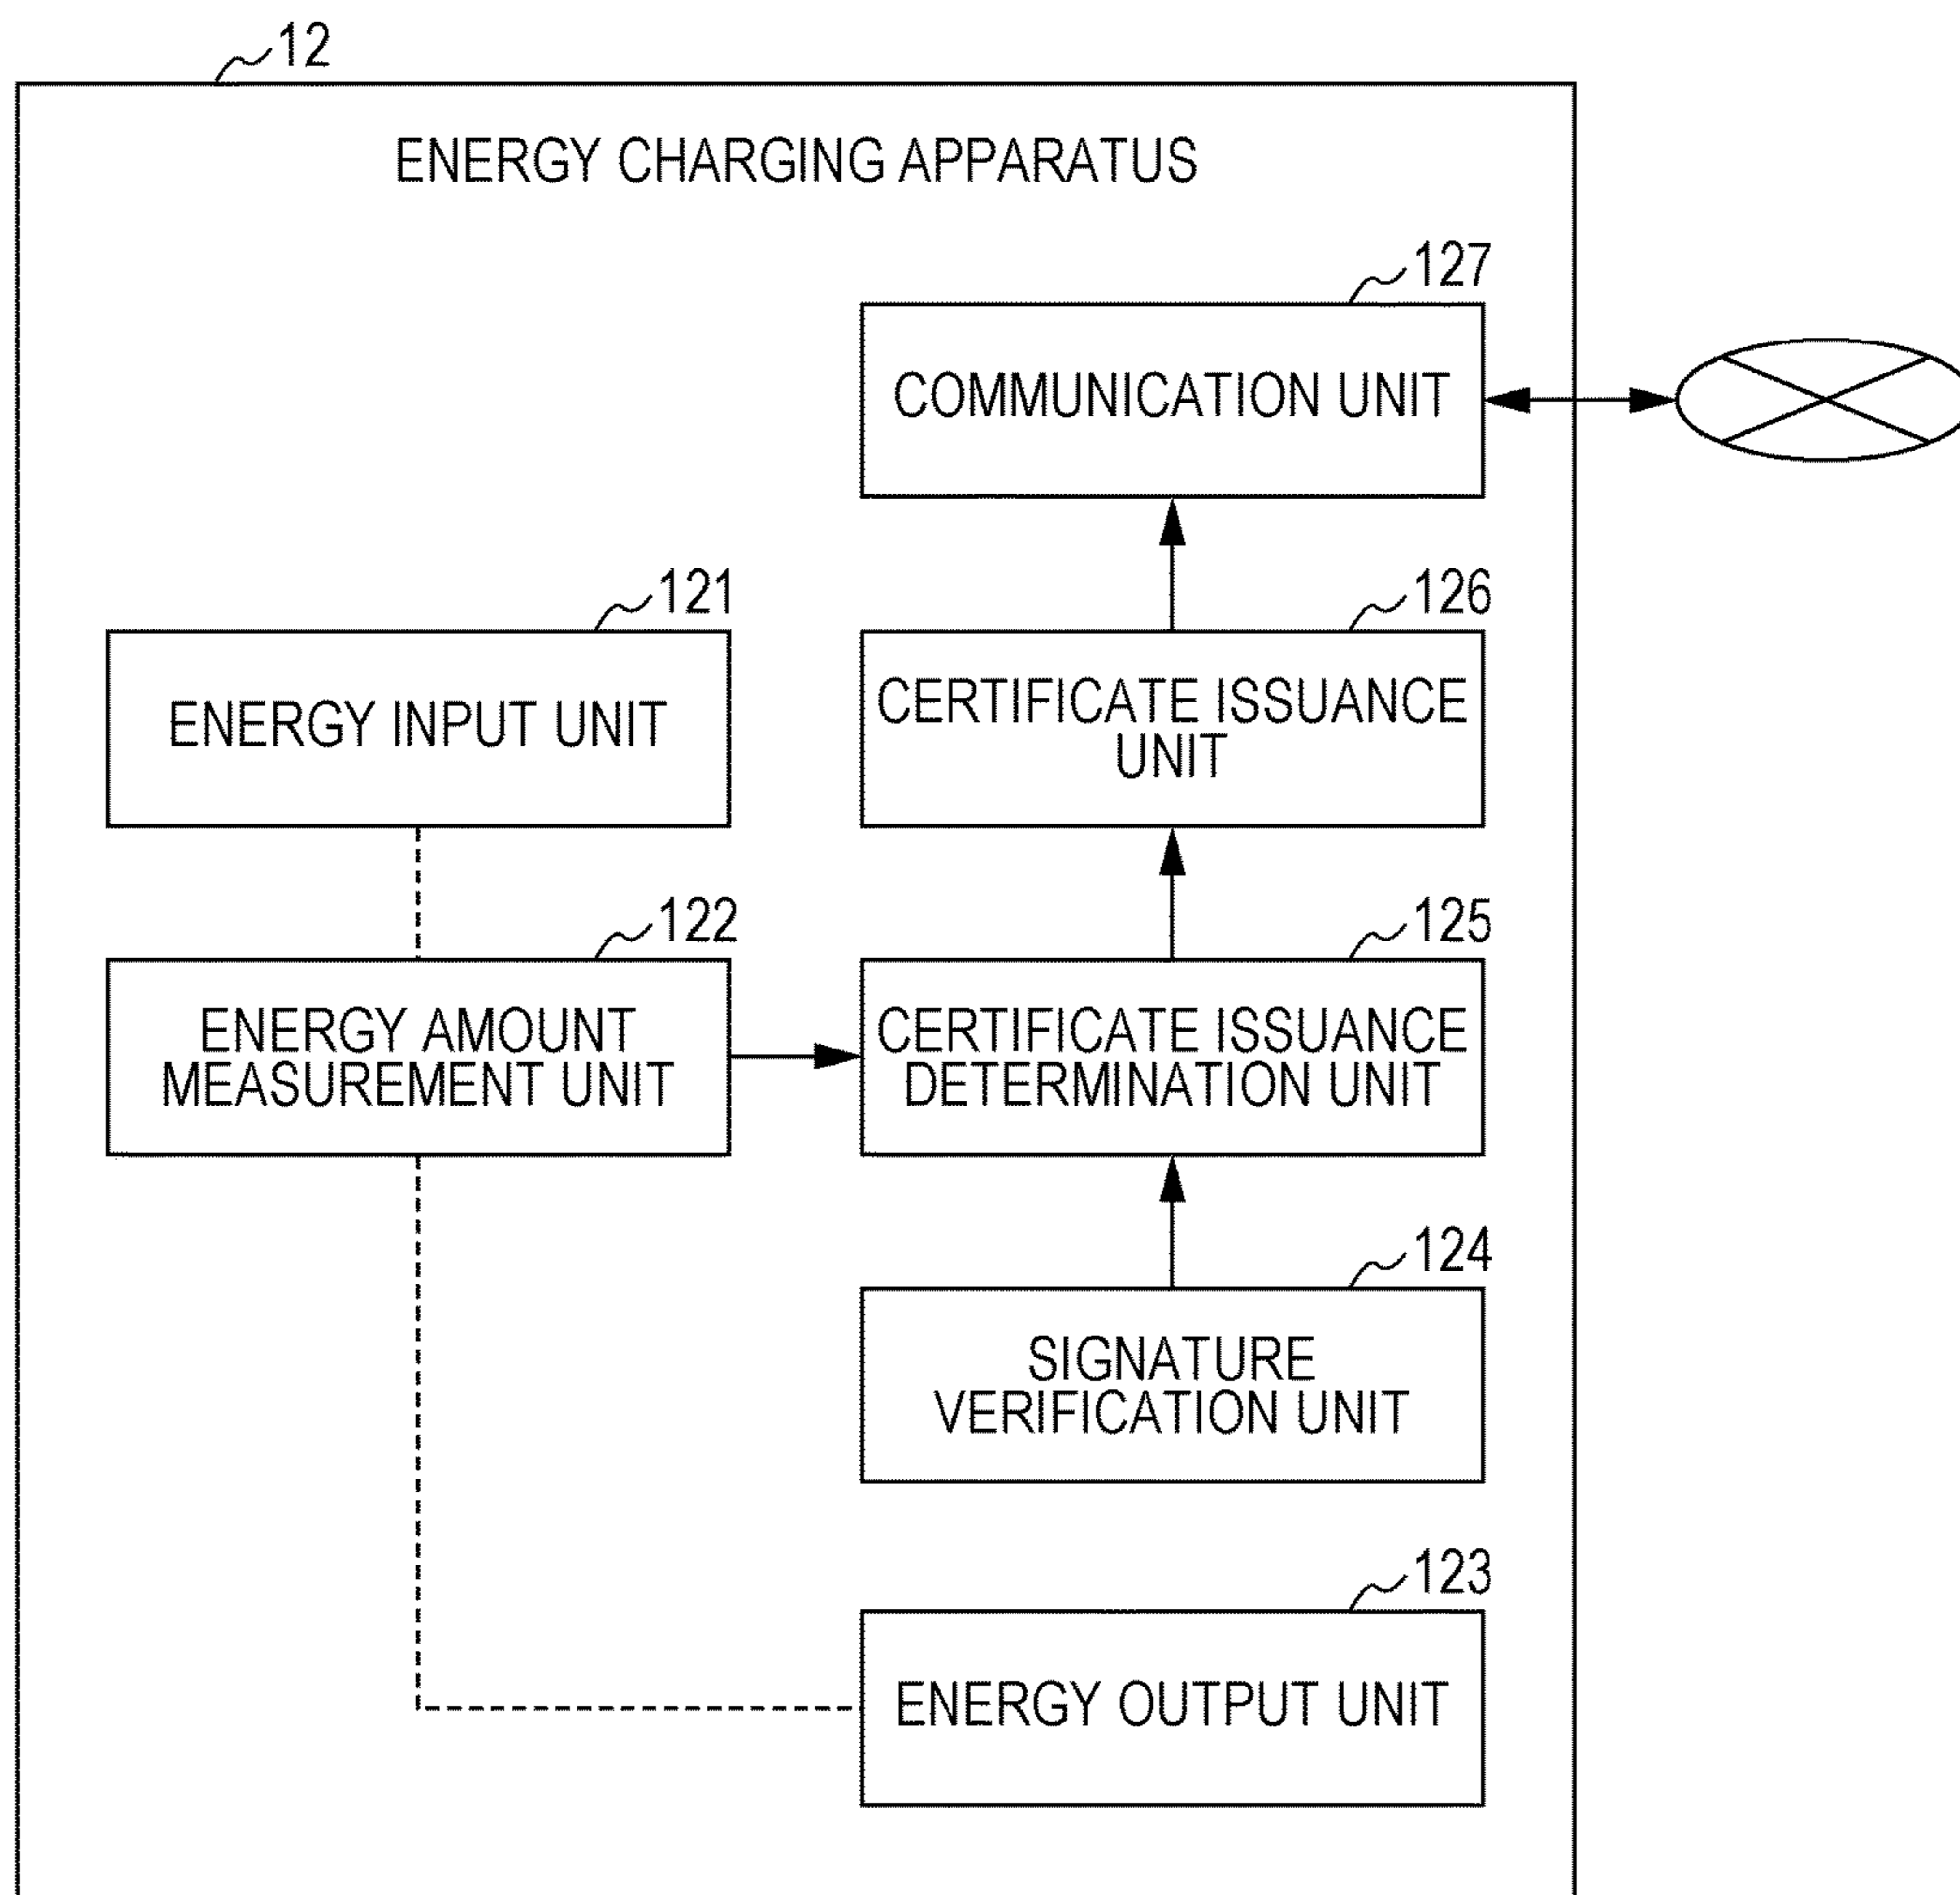 12
ENERGY CHARGING APPARATUS
127
COMMUNICATION UNIT
121
ENERGY INPUT UNIT
126
CERTIFICATE ISSUANCE
UNIT
122
ENERGY AMOUNT
MEASUREMENT UNIT
125
CERTIFICATE ISSUANCE
DETERMINATION UNIT
124
SIGNATURE
VERIFICATION UNIT
123
ENERGY OUTPUT UNIT